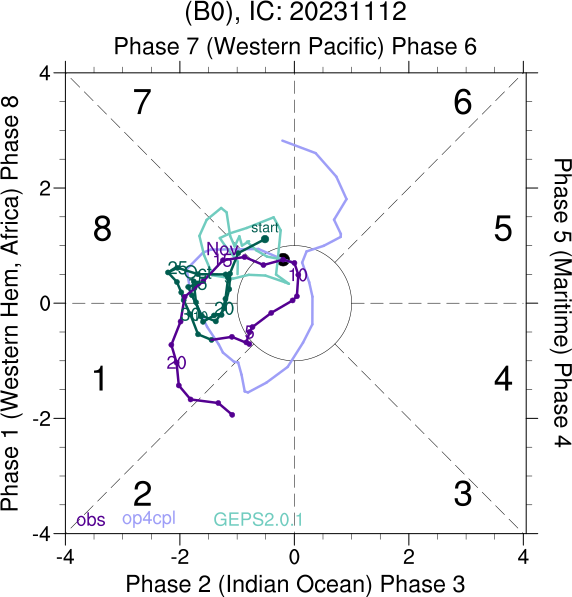 (B0), IC: 20231112
Phase 7 (Western Pacific) Phase 6
Phase 1 (Western Hem, Africa) Phase 8
Phase 5 (Maritime) Phase 4
4
2
0
-2
-4
7
6
8
5
1
4
2
3
start
Nov
15
25
10
20
30
5
20
obs
op4cpl
GEPS2.0.1
-4
-2
0
2
4
Phase 2 (Indian Ocean) Phase 3